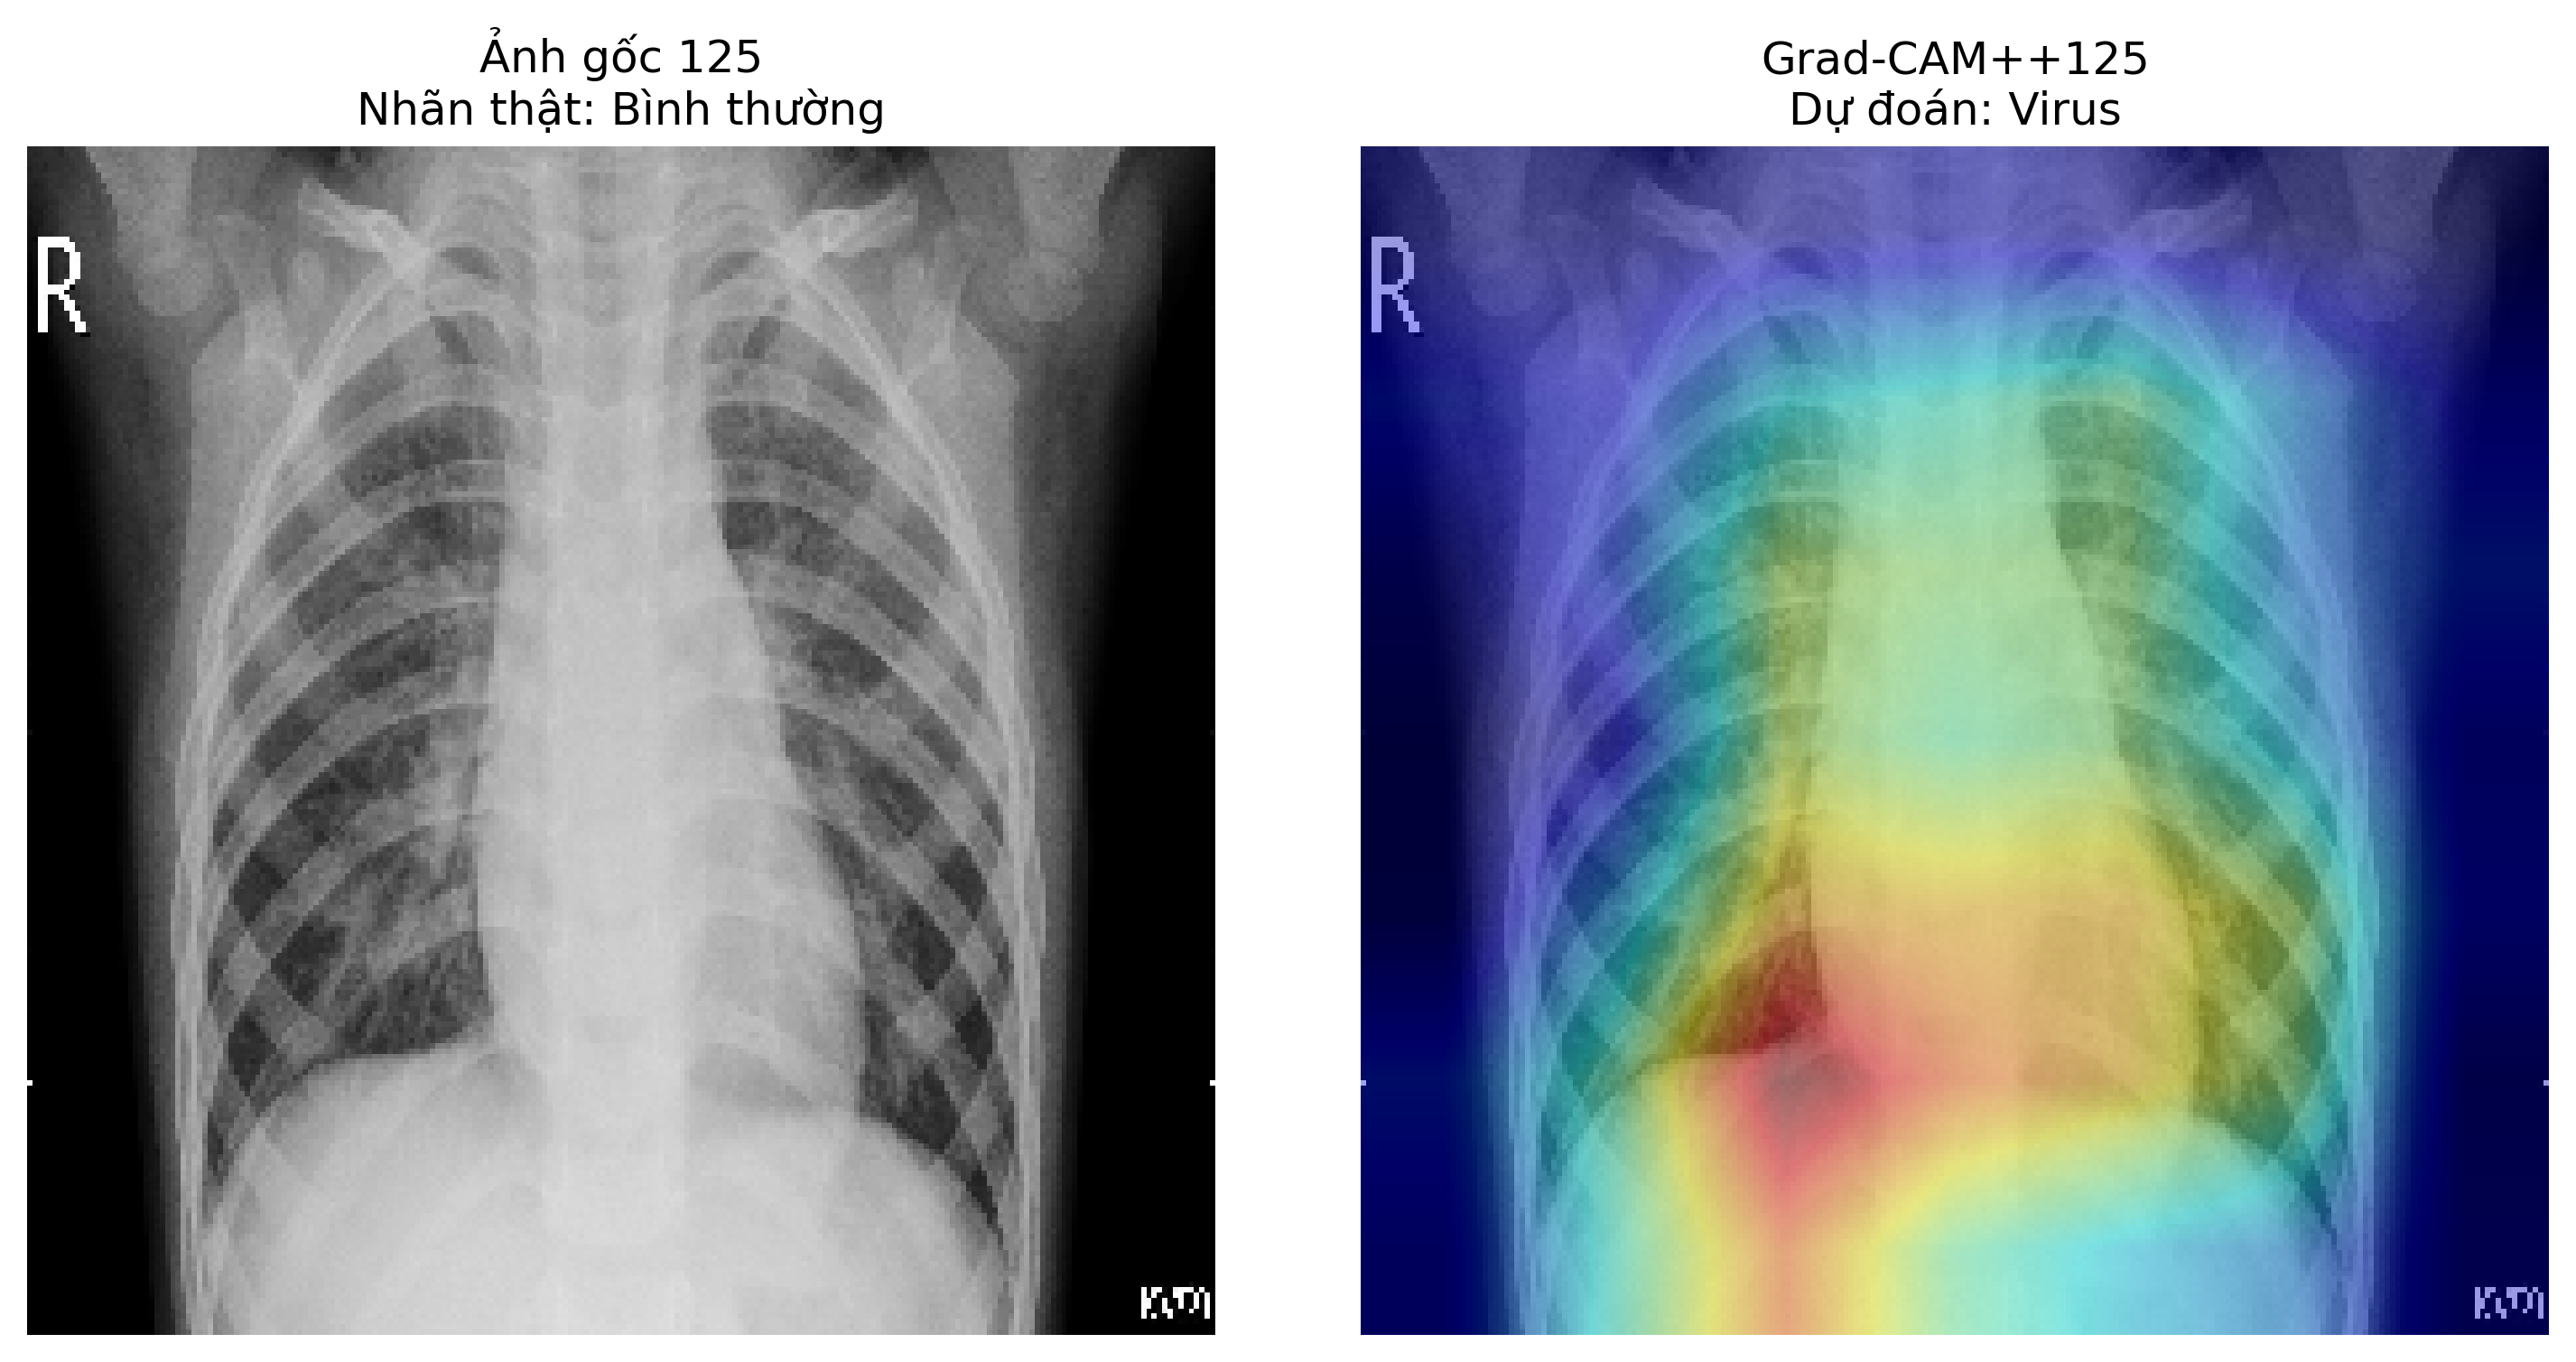 Ảnh gốc 125
Nhãn thật: Bình thường
Grad-CAM++125
Dự đoán: Virus
R
R